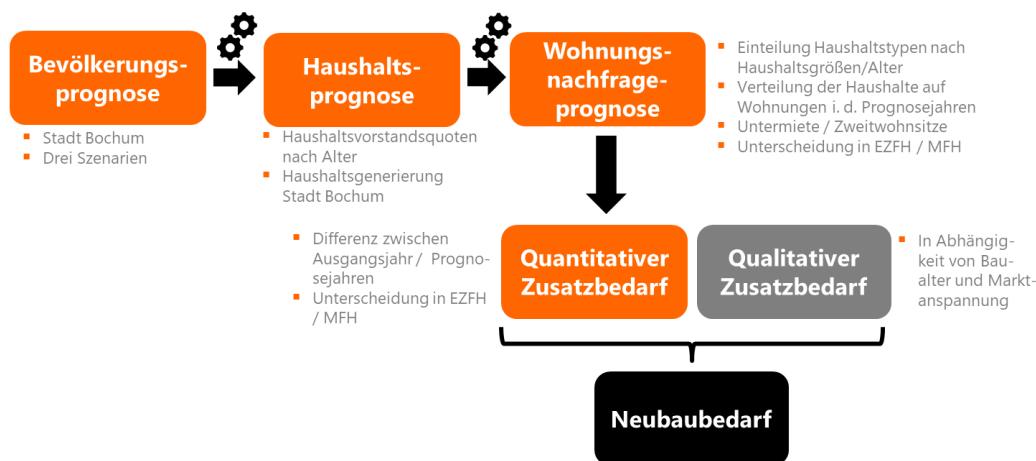 Bevölkerungs-
prognose
Stadt Bochum
Drei Szenarien
Haushalts-
prognose
Haushaltsvorstandsquoten
nach Alter
Haushaltsgenerierung
Stadt Bochum
Wohnungs-
nachfrage-
prognose
Einteilung Haushaltstypen nach
Haushaltsgrößen/Alter
Verteilung der Haushalte auf
Wohnungen i. d. Prognosejahren
Untermiete / Zweitwohnsitze
Unterscheidung in EZFH / MFH
Differenz zwischen
Ausgangsjahr / Progno-
sejahren
Unterscheidung in EZFH
/ MFH
Quantitativer
Zusatzbedarf
Qualitativer
Zusatzbedarf
In Abhängig-
keit von Bau-
alter und Markt-
anspannung
Neubaubedarf